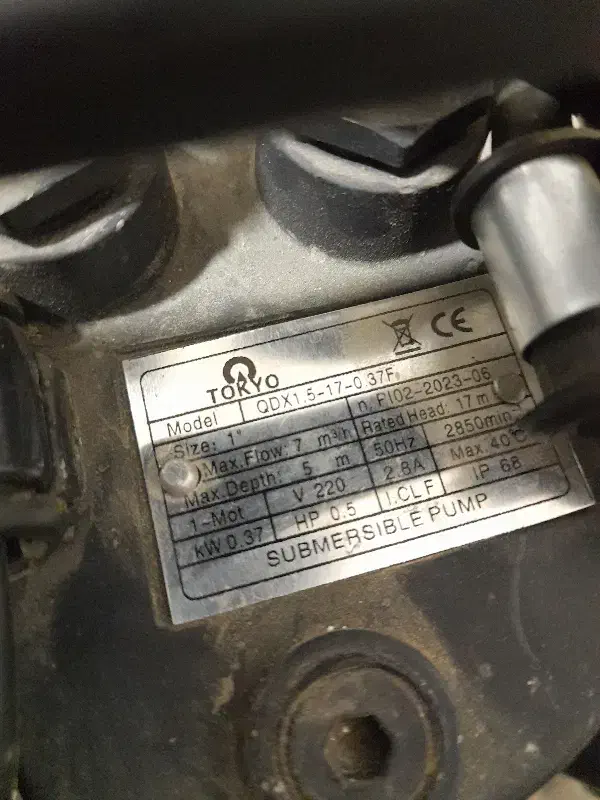 CE
TOKYO
Model QDX1.5-17-0.37F
Size: 1" n. PI02-2023-06
Max.Flow: 7 m³/h Rated Head: 17 m
Max.Depth: 5 m 50Hz 2850min⁻¹
1-Mot V 220 2.8A Max. 40°C
kW 0.37 HP 0.5 I.CL F IP 68
SUBMERSIBLE PUMP